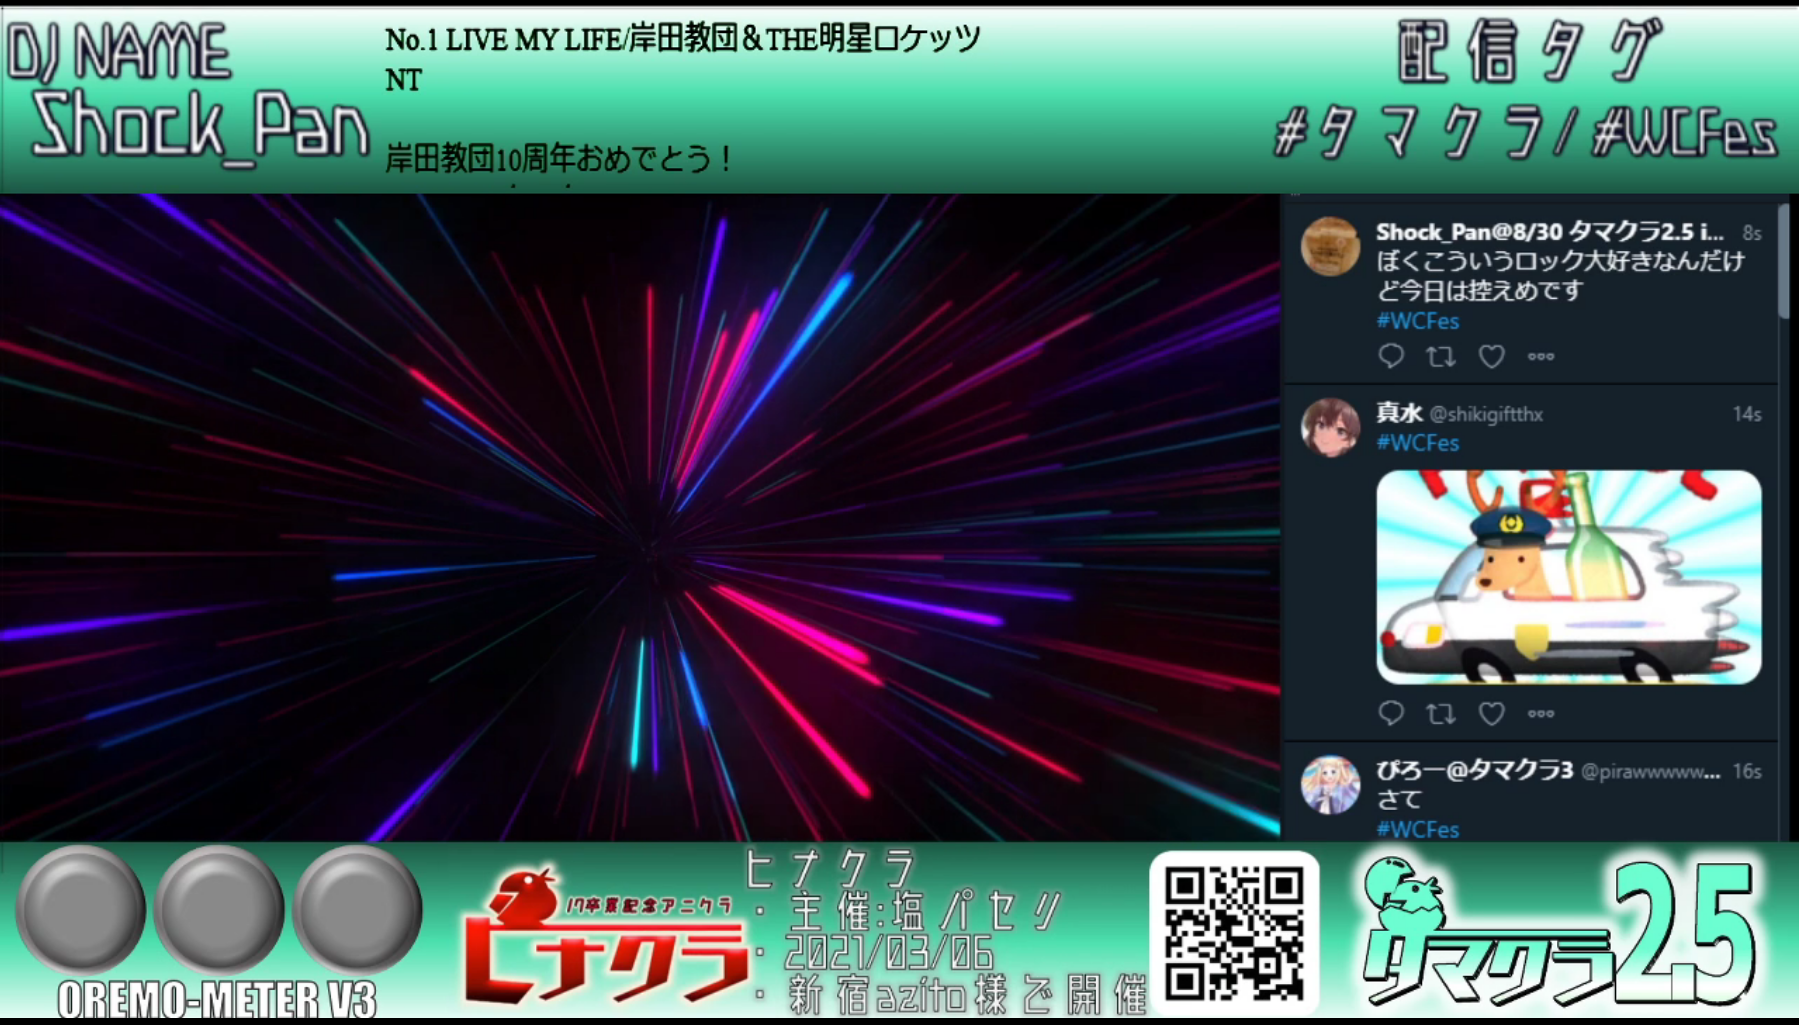 DJ NAME
Shock_Pan
No.1 LIVE MY LIFE/岸田教団&THE明星ロケッツ
NT
岸田教団10周年おめでとう!
配信タグ
#タマクラ/#WCFes
Shock_Pan@8/30 タマクラ2.5 i... 8s
ぼくこういうロック大好きなんだけ
ど今日は控えめです
#WCFes
真水 @shikigiftthx 14s
#WCFes
ぴろー@タマクラ3 @pirawwwww... 16s
さて
#WCFes
OREMO-METER V3
17卒業記念アニクラ
ヒナクラ
ヒナクラ
・主催:塩パセリ
・2021/03/06
・新宿azito様で開催
タマクラ2.5